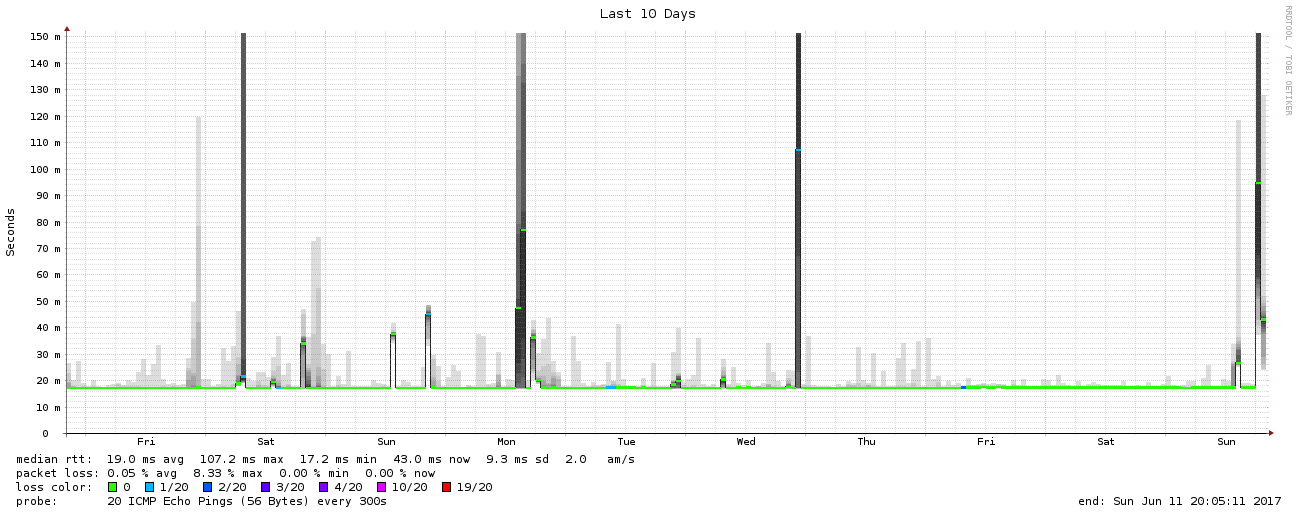 Last 10 Days
RRDTOOL / TOBI OETIKER
Seconds
150 m
140 m
130 m
120 m
110 m
100 m
90 m
80 m
70 m
60 m
50 m
40 m
30 m
20 m
10 m
0
Fri Sat Sun Mon Tue Wed Thu Fri Sat Sun
median rtt: 19.0 ms avg 107.2 ms max 17.2 ms min 43.0 ms now 9.3 ms sd 2.0 am/s
packet loss: 0.05 % avg 8.33 % max 0.00 % min 0.00 % now
loss color: 0 1/20 2/20 3/20 4/20 10/20 19/20
probe: 20 ICMP Echo Pings (56 Bytes) every 300s end: Sun Jun 11 20:05:11 2017